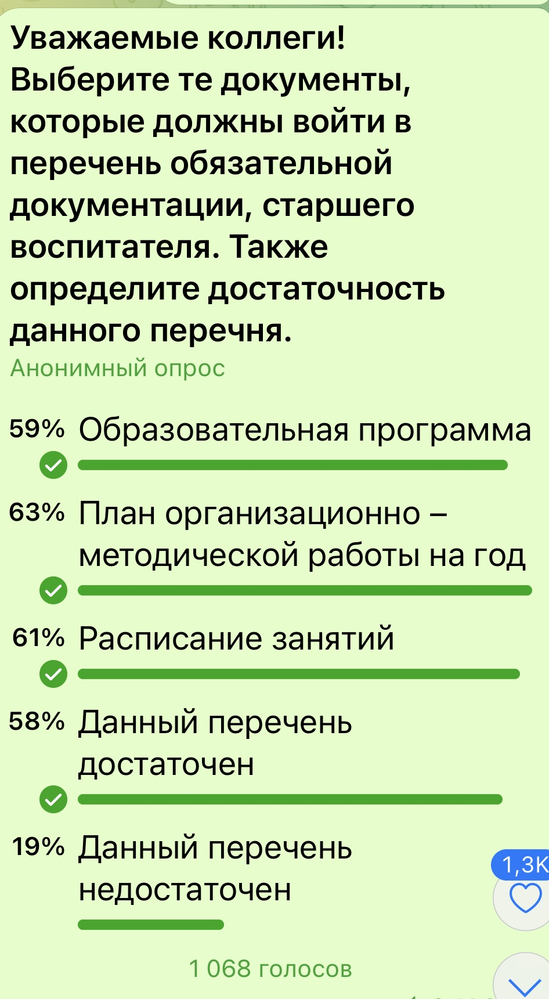 Уважаемые коллеги!
Выберите те документы,
которые должны войти в
перечень обязательной
документации, старшего
воспитателя. Также
определите достаточность
данного перечня.
Анонимный опрос
59% Образовательная программа
63% План организационно –
методической работы на год
61% Расписание занятий
58% Данный перечень
достаточен
19% Данный перечень
недостаточен
1,3K
1 068 голосов